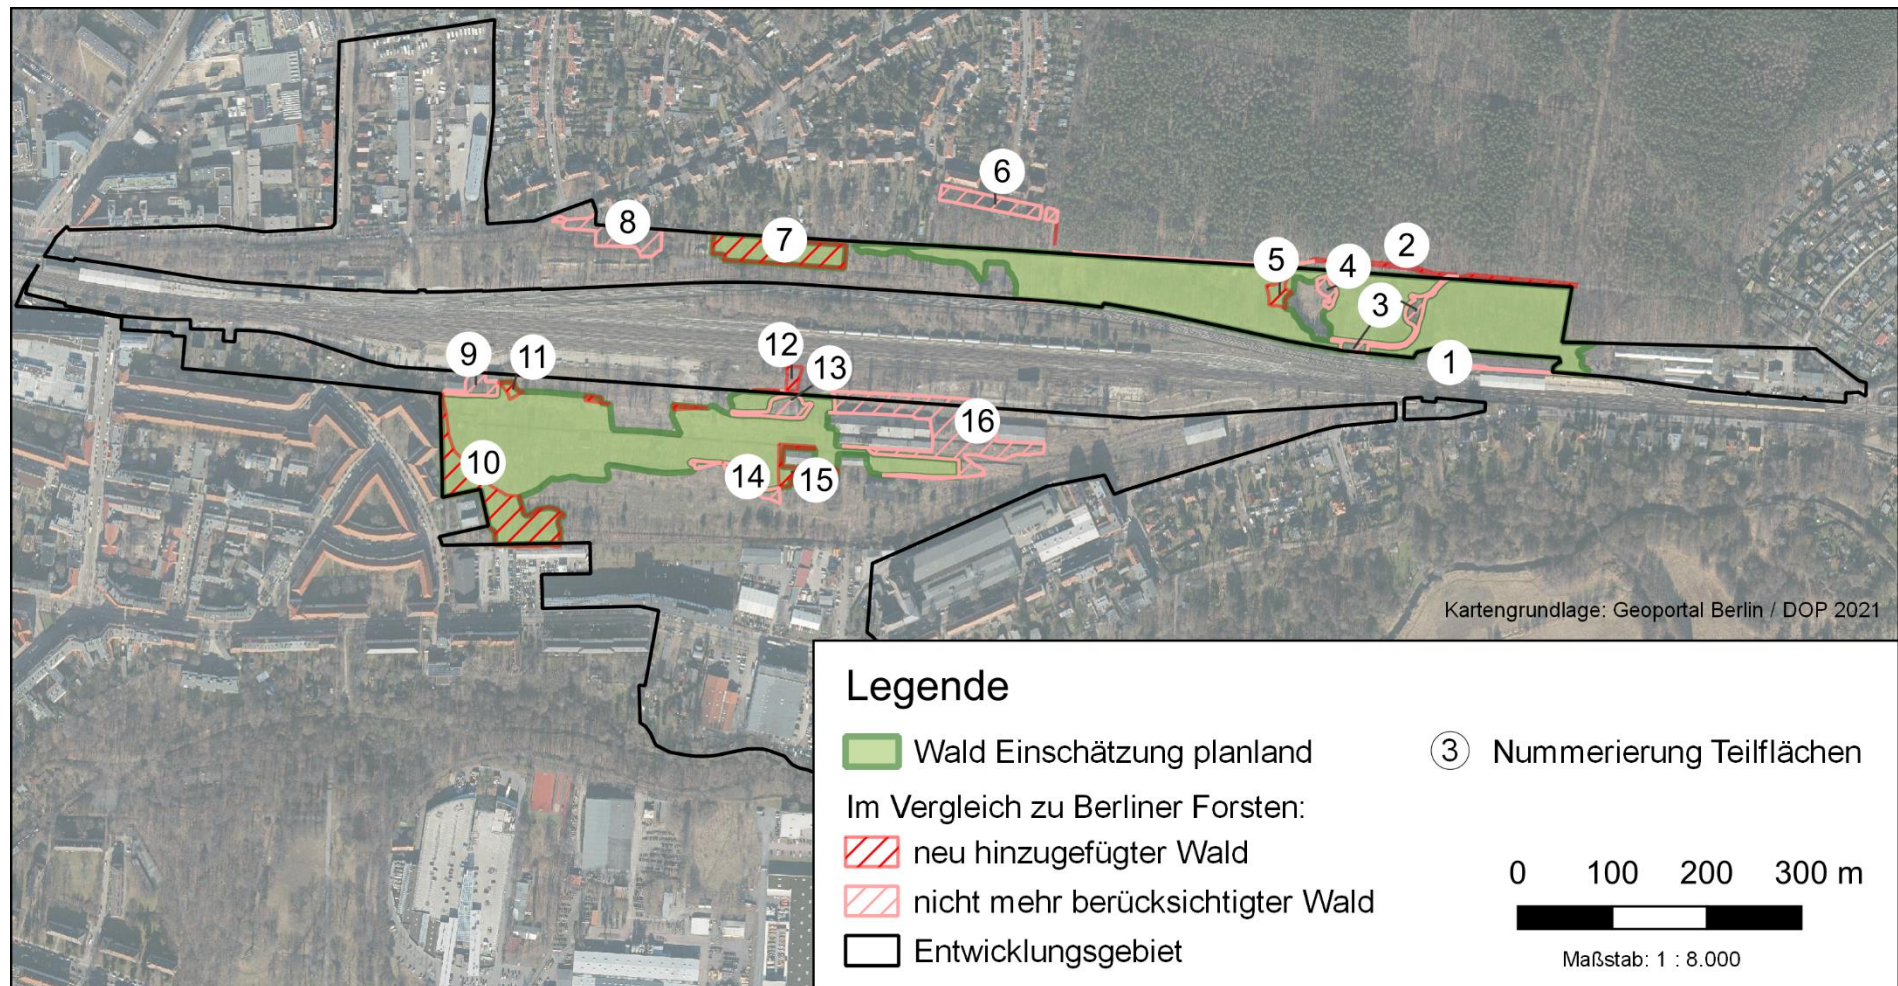 6
8
7
2
5
4
3
1
9
11
12
13
16
10
14
15
Kartengrundlage: Geoportal Berlin / DOP 2021
Legende
Wald Einschätzung planland
3 Nummerierung Teilflächen
Im Vergleich zu Berliner Forsten:
neu hinzugefügter Wald
nicht mehr berücksichtigter Wald
Entwicklungsgebiet
0 100 200 300 m
Maßstab: 1 : 8.000